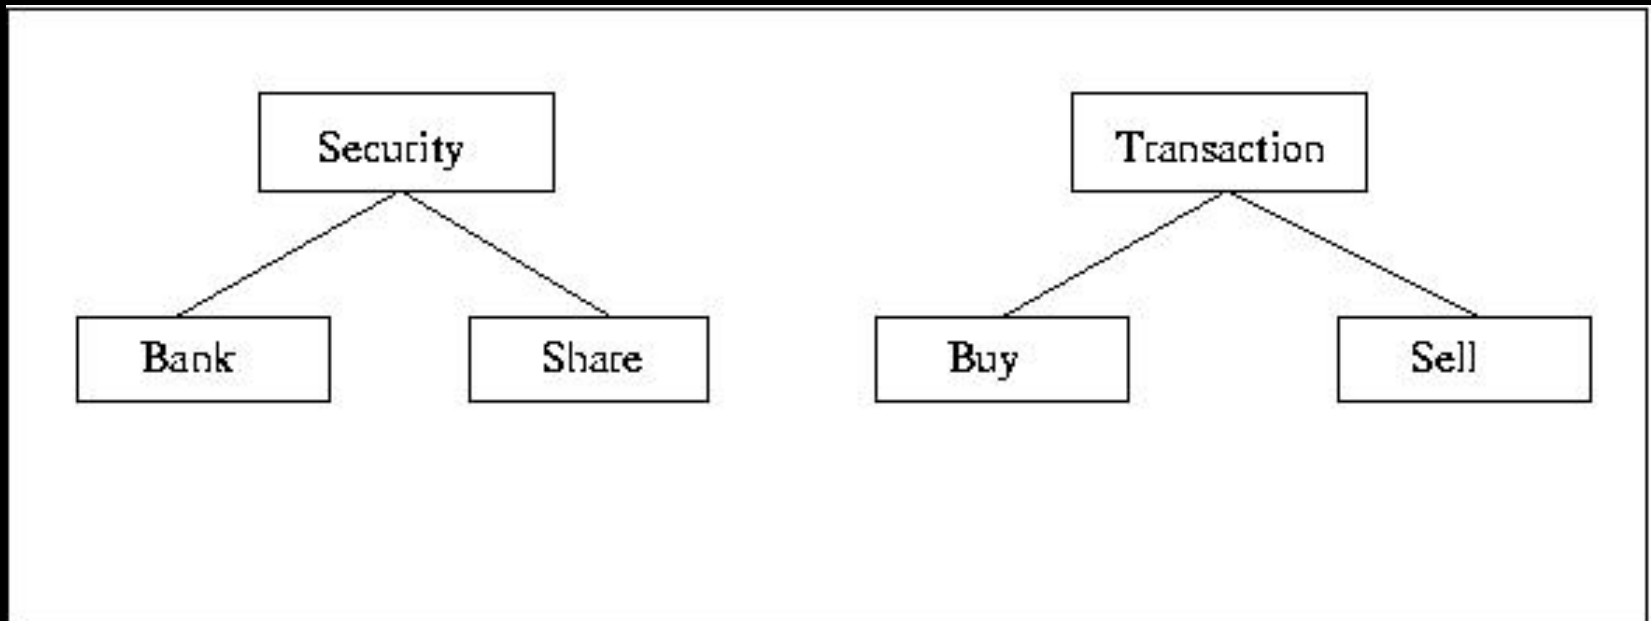 Security
Transaction
Bank
Share
Buy
Sell